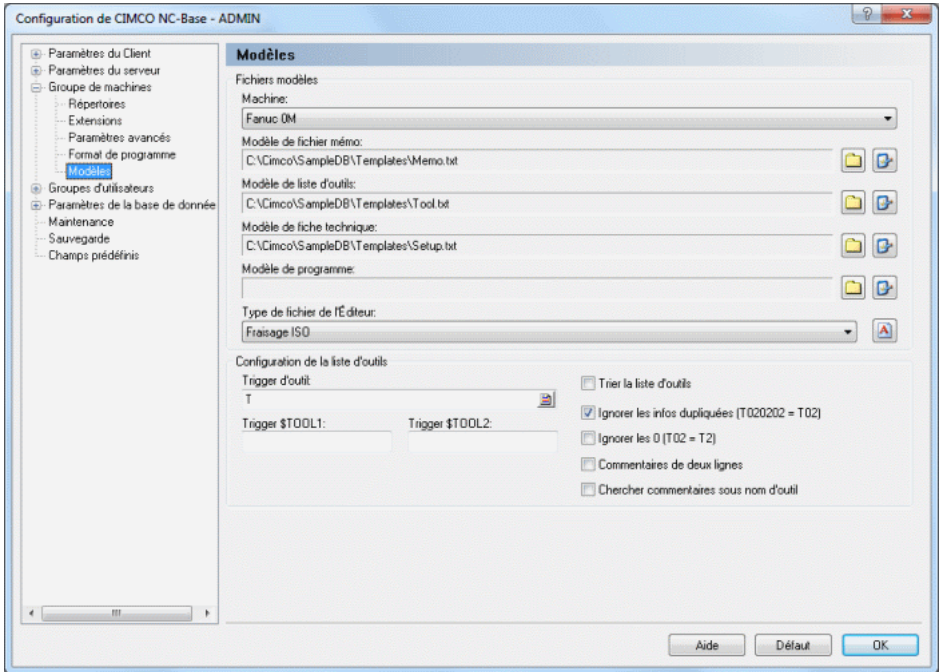 Configuration de CIMCO NC-Base - ADMIN
Paramètres du Client
Paramètres du serveur
Groupe de machines
Répertoires
Extensions
Paramètres avancés
Format de programme
Modèles
Groupes d'utilisateurs
Paramètres de la base de donnée
Maintenance
Sauvegarde
Champs prédéfinis
Modèles
Fichiers modèles
Machine:
Fanuc 0M
Modèle de fichier mémo:
C:\Cimco\SampleDB\Templates\Memo.txt
Modèle de liste d'outils:
C:\Cimco\SampleDB\Templates\Tool.txt
Modèle de fiche technique:
C:\Cimco\SampleDB\Templates\Setup.txt
Modèle de programme:
Type de fichier de l'Éditeur:
Fraisage ISO
Configuration de la liste d'outils
Trigger d'outil:
T
Trigger $TOOL1: Trigger $TOOL2:
Trier la liste d'outils
Ignorer les infos dupliquées (T020202 = T02)
Ignorer les 0 (T02 = T2)
Commentaires de deux lignes
Chercher commentaires sous nom d'outil
Aide Défaut OK